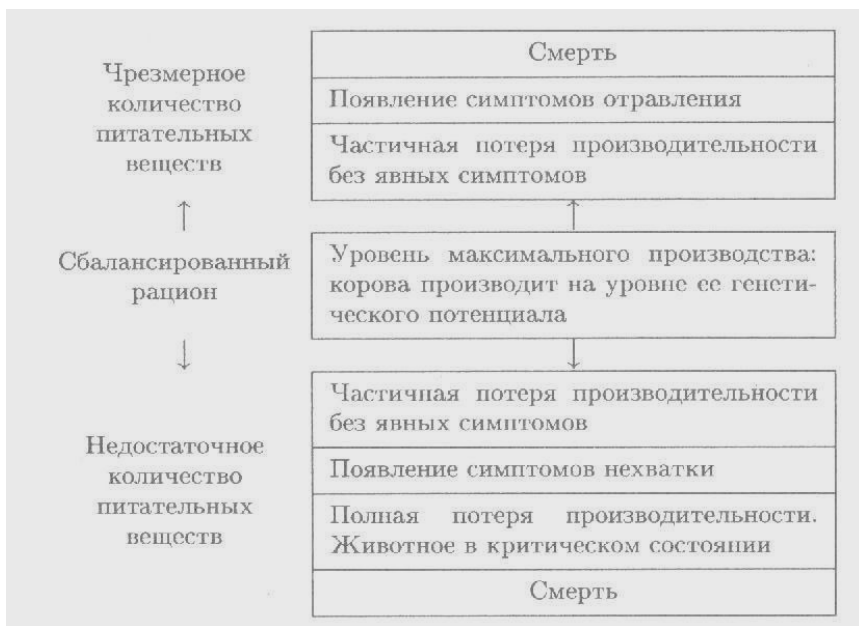 Чрезмерное
количество
питательных
веществ
↑
Сбалансированный
рацион
↓
Недостаточное
количество
питательных
веществ
Смерть
Появление симптомов отравления
Частичная потеря производительности
без явных симптомов
↑
Уровень максимального производства:
корова производит на уровне ее генети-
ческого потенциала
↓
Частичная потеря производительности
без явных симптомов
Появление симптомов нехватки
Полная потеря производительности.
Животное в критическом состоянии
Смерть